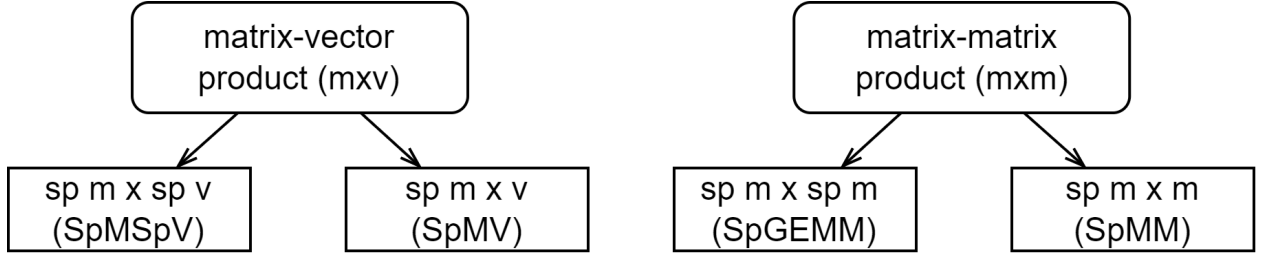 matrix-vector
product (mxv)
matrix-matrix
product (mxm)
sp m x sp v
(SpMSpV)
sp m x v
(SpMV)
sp m x sp m
(SpGEMM)
sp m x m
(SpMM)